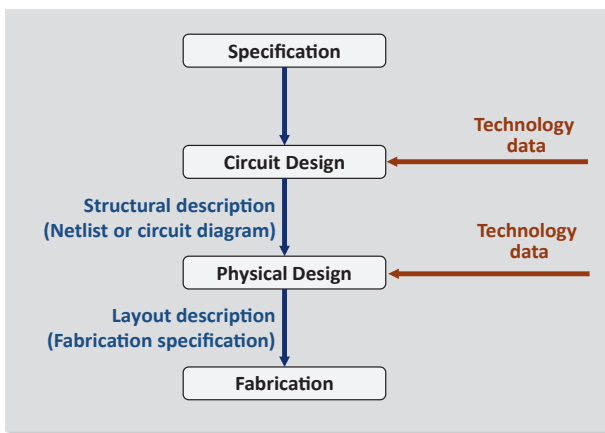 Specification
Technology
data
Circuit Design
Structural description
(Netlist or circuit diagram)
Technology
data
Physical Design
Layout description
(Fabrication specification)
Fabrication